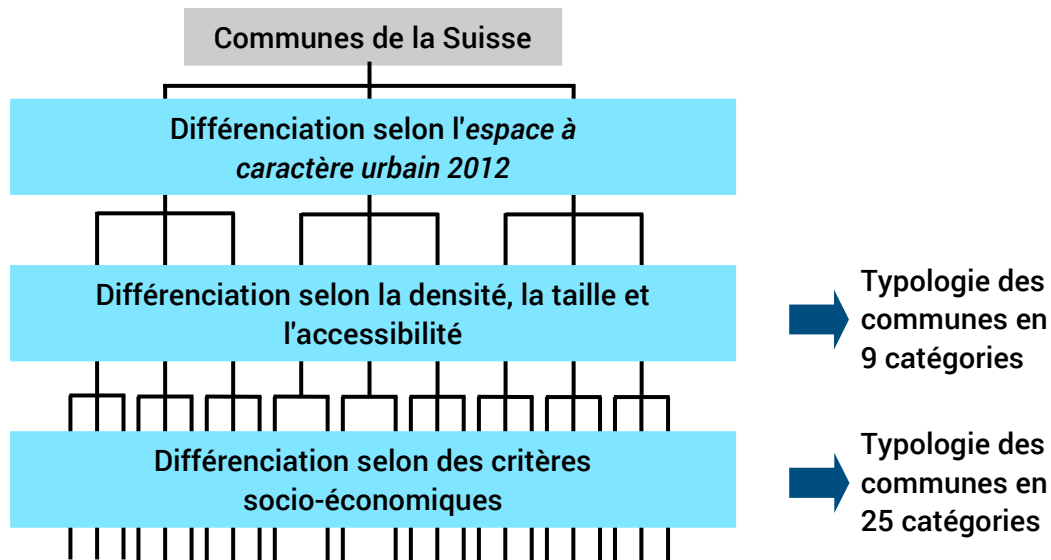 Communes de la Suisse
Différenciation selon l'espace à
caractère urbain 2012
Différenciation selon la densité, la taille et
l'accessibilité
Typologie des
communes en
9 catégories
Différenciation selon des critères
socio-économiques
Typologie des
communes en
25 catégories